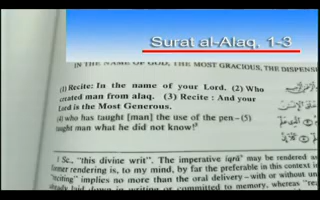 Surat al-Alaq, 1-3
IN THE NAME OF GOD, THE MOST GRACIOUS, THE DISPENSE
(1) Recite: In the name of your Lord. (2) Who
created man from alaq. (3) Recite : And your
Lord is the Most Generous.
(4) who has taught [man] the use of the pen-(5)
taught man what he did not know!
1 Sc., "this divine writ". The imperative iqra' may be rendered as
former rendering is, to my mind, by far the preferable in this context in
"reciting" implies no more than the oral delivery - with or without un
already laid down in writing or committed to memory, whereas "re